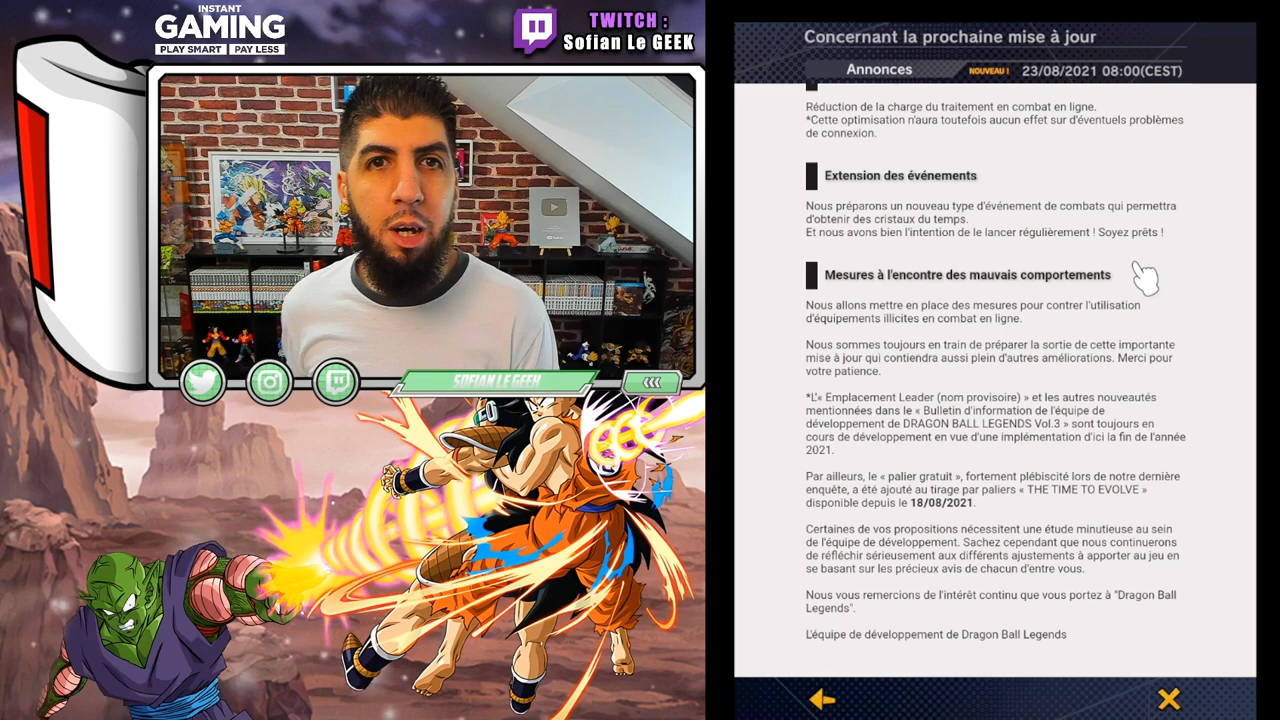 INSTANT
GAMING
PLAY SMART PAY LESS
TWITCH :
Sofian Le GEEK
SOFIAN LE GEEK
Concernant la prochaine mise à jour
Annonces NOUVEAU ! 23/08/2021 08:00(CEST)
Réduction de la charge du traitement en combat en ligne.
*Cette optimisation n'aura toutefois aucun effet sur d'éventuels problèmes
de connexion.
Extension des événements
Nous préparons un nouveau type d'événement de combats qui permettra
d'obtenir des cristaux du temps.
Et nous avons bien l'intention de le lancer régulièrement ! Soyez prêts !
Mesures à l'encontre des mauvais comportements
Nous allons mettre en place des mesures pour contrer l'utilisation
d'équipements illicites en combat en ligne.
Nous sommes toujours en train de préparer la sortie de cette importante
mise à jour qui contiendra aussi plein d'autres améliorations. Merci pour
votre patience.
*L'« Emplacement Leader (nom provisoire) » et les autres nouveautés
mentionnées dans le « Bulletin d'information de l'équipe de
développement de DRAGON BALL LEGENDS Vol.3 » sont toujours en
cours de développement en vue d'une implémentation d'ici la fin de l'année
2021.
Par ailleurs, le « palier gratuit », fortement plébiscité lors de notre dernière
enquête, a été ajouté au tirage par paliers « THE TIME TO EVOLVE »
disponible depuis le 18/08/2021.
Certaines de vos propositions nécessitent une étude minutieuse au sein
de l'équipe de développement. Sachez cependant que nous continuerons
de réfléchir sérieusement aux différents ajustements à apporter au jeu en
se basant sur les précieux avis de chacun d'entre vous.
Nous vous remercions de l'intérêt continu que vous portez à "Dragon Ball
Legends".
L'équipe de développement de Dragon Ball Legends